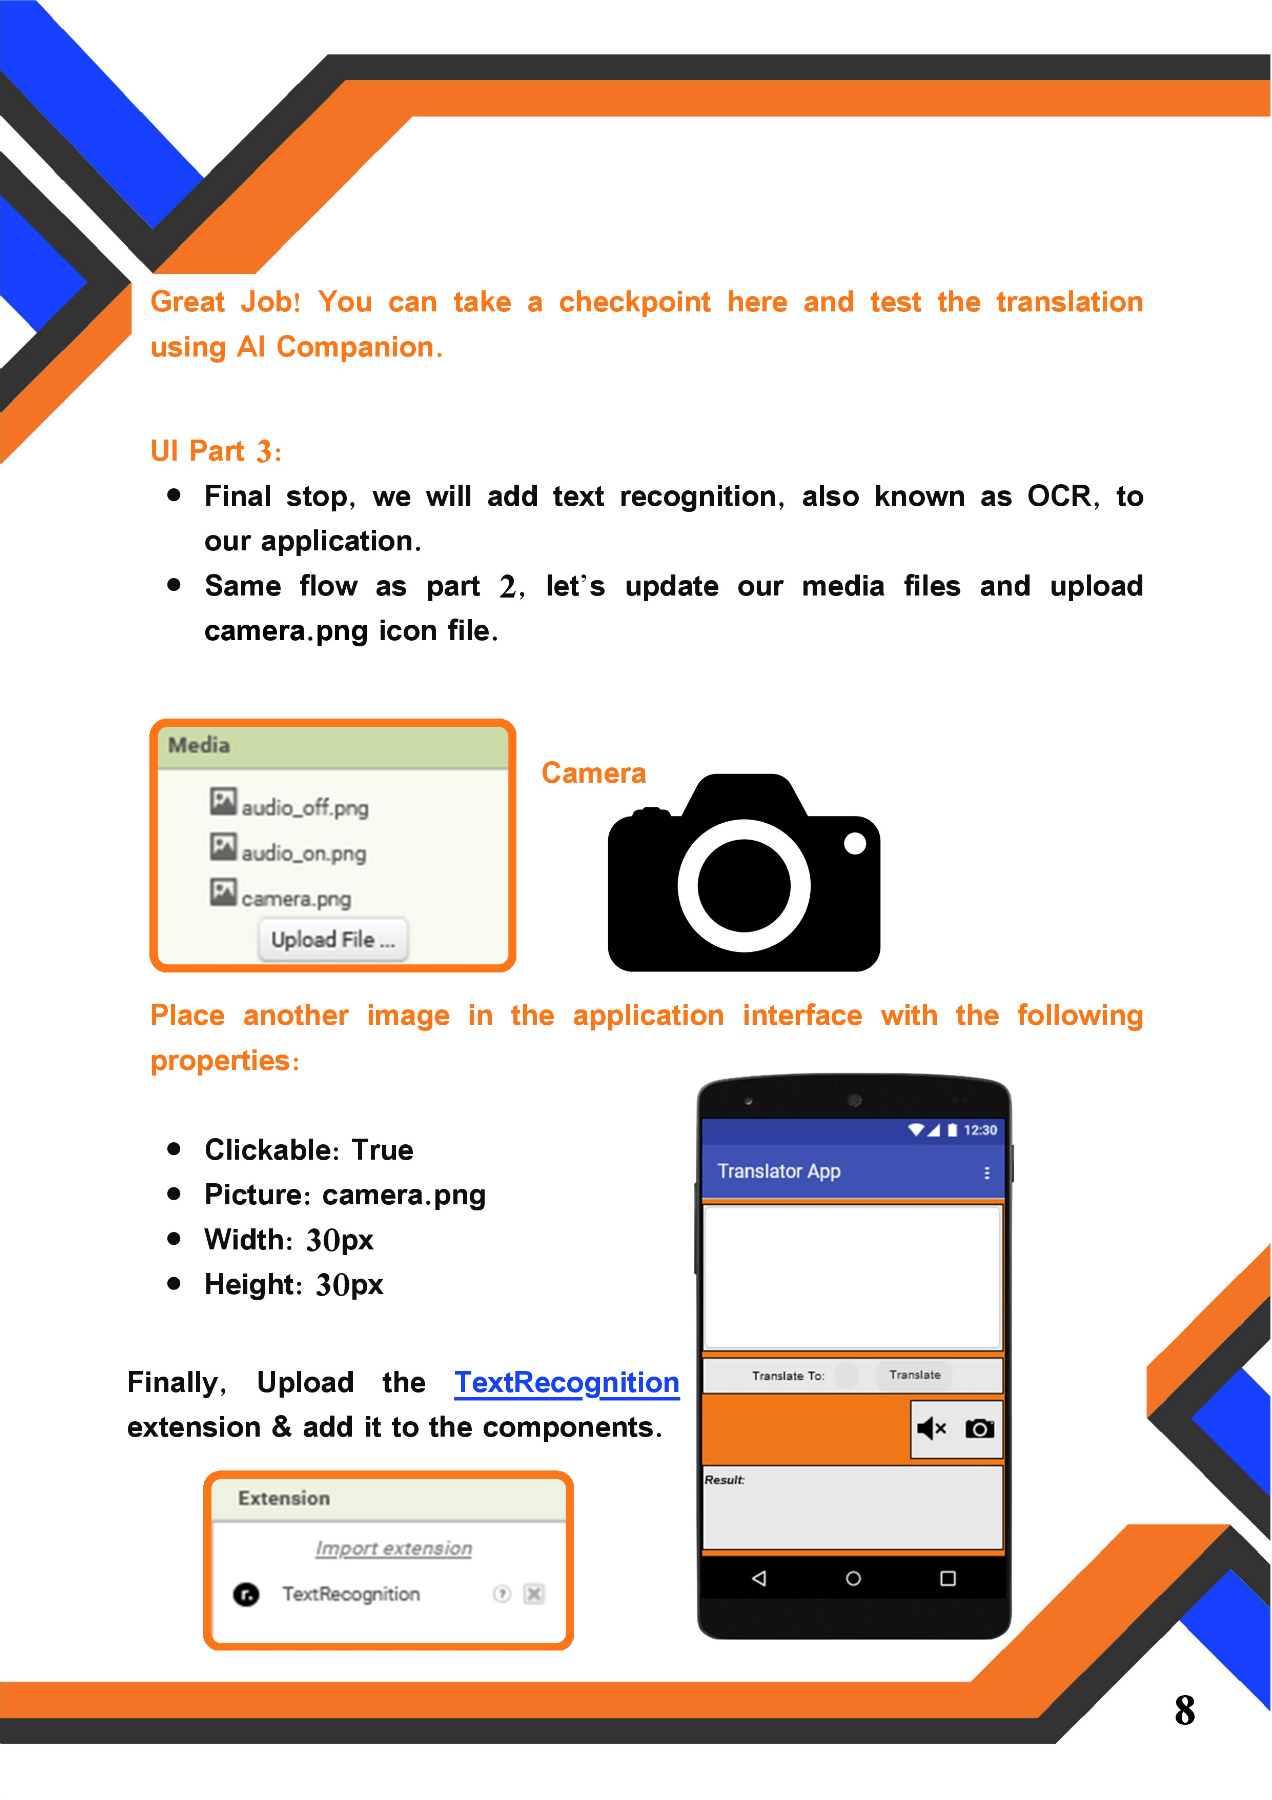 Great Job! You can take a checkpoint here and test the translation
using AI Companion.
UI Part 3:
• Final stop, we will add text recognition, also known as OCR, to
our application.
• Same flow as part 2, let's update our media files and upload
camera.png icon file.
Media
audio_off.png
audio_on.png
camera.png
Upload File ...
Camera
Place another image in the application interface with the following
properties:
• Clickable: True
• Picture: camera.png
• Width: 30px
• Height: 30px
Finally, Upload the TextRecognition
extension & add it to the components.
Extension
Import extension
r. TextRecognition ?
12:30
Translator App
Translate To: Translate
Result:
8